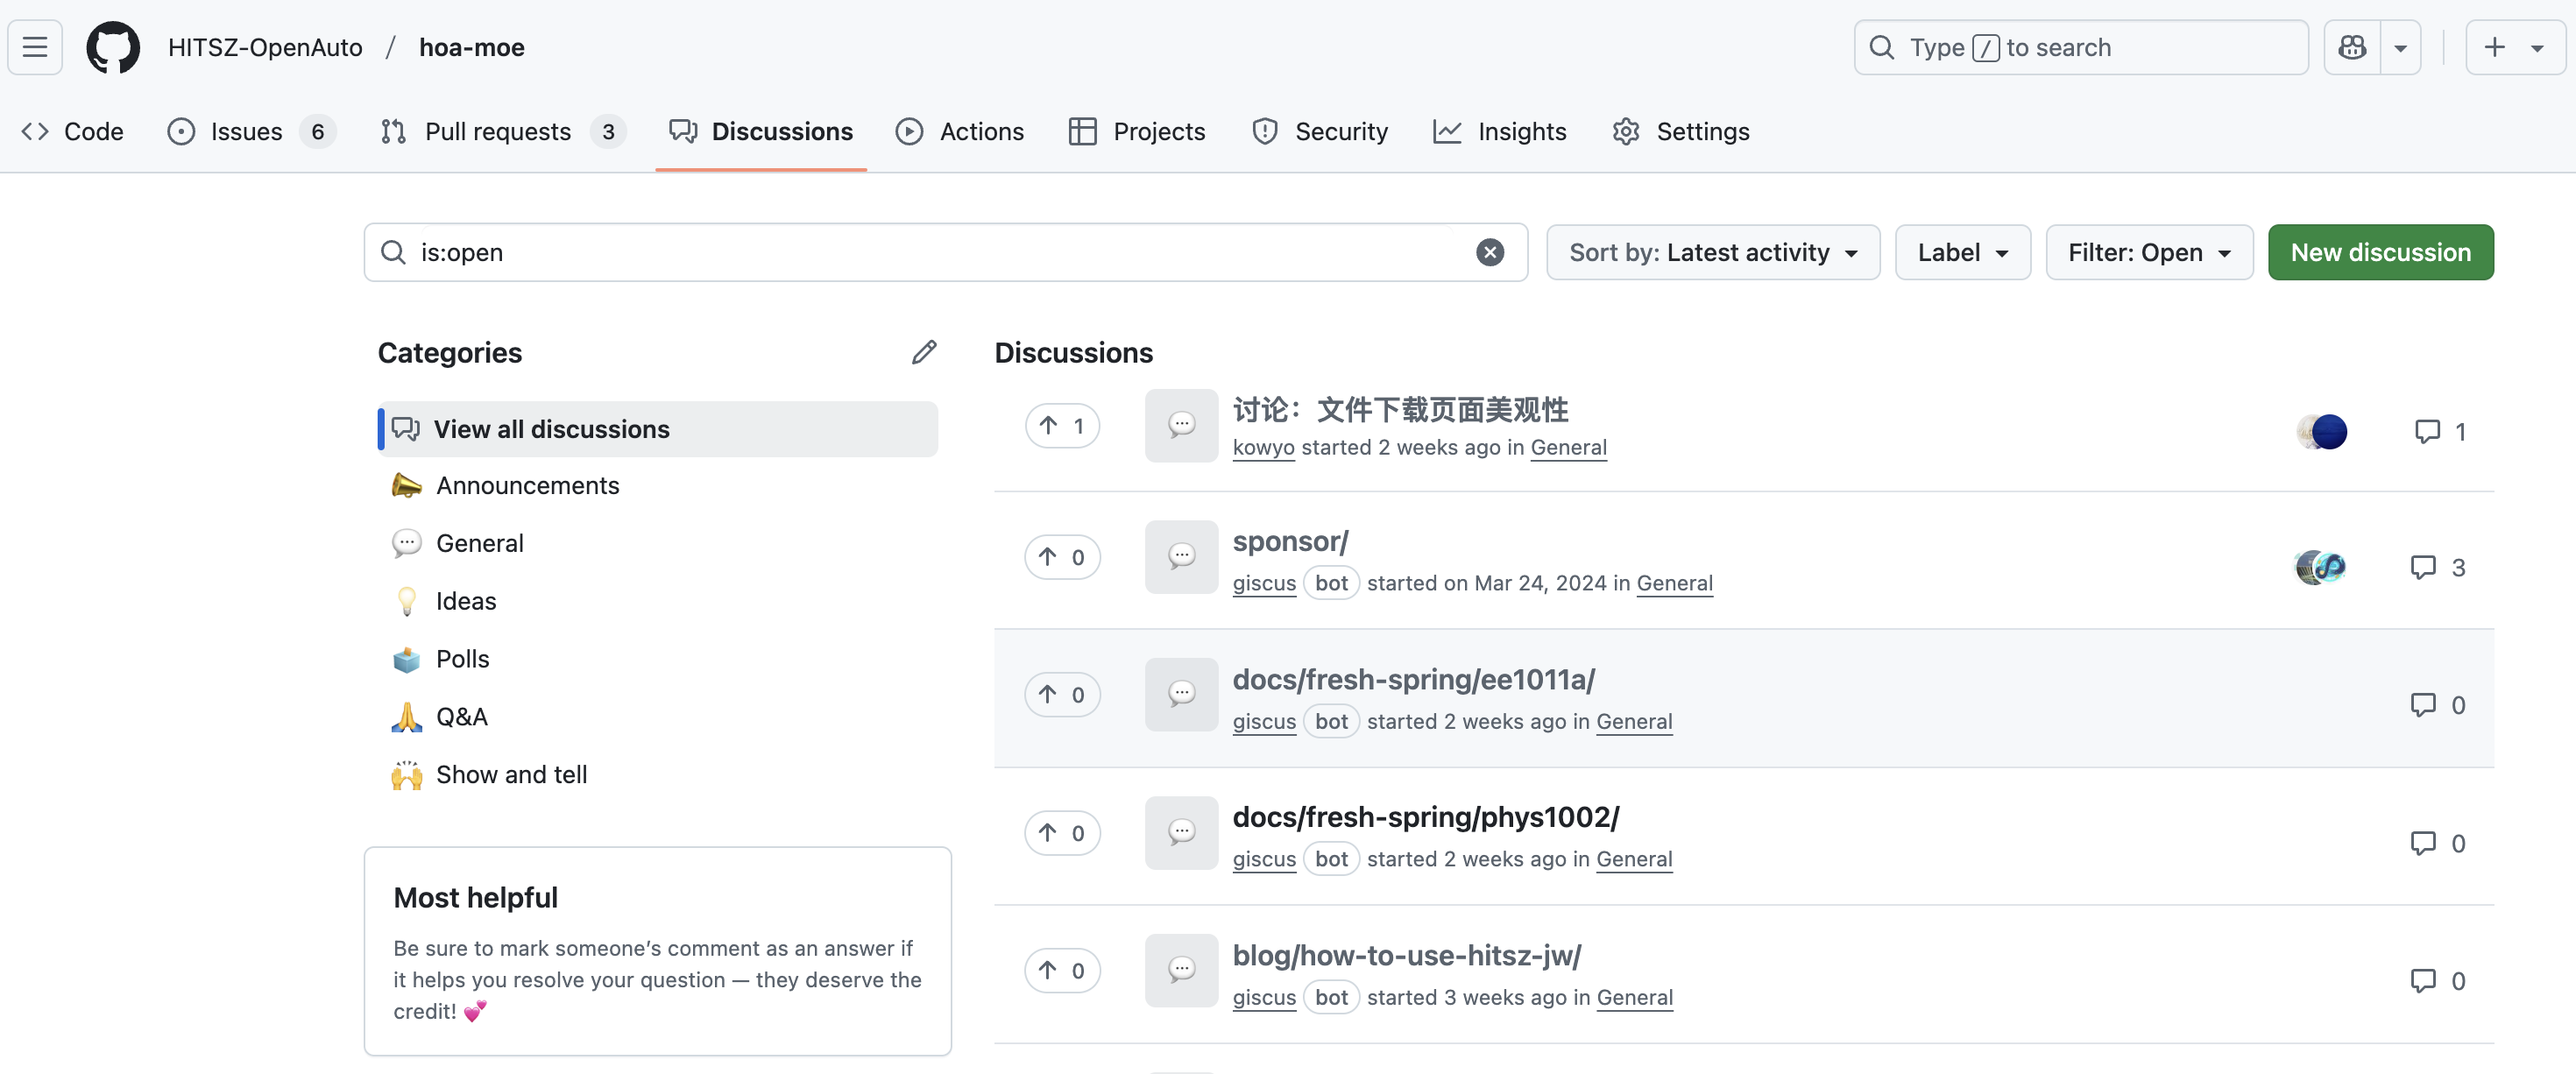 HITSZ-OpenAuto / hoa-moe
Type / to search
Code Issues 6 Pull requests 3 Discussions Actions Projects Security Insights Settings
is:open
Sort by: Latest activity Label Filter: Open New discussion
Categories
View all discussions
Announcements
General
Ideas
Polls
Q&A
Show and tell
Most helpful
Be sure to mark someone’s comment as an answer if
it helps you resolve your question — they deserve the
credit! 💕
Discussions
1 讨论：文件下载页面美观性 1
kowyo started 2 weeks ago in General
0 sponsor/ 3
giscus bot started on Mar 24, 2024 in General
0 docs/fresh-spring/ee1011a/ 0
giscus bot started 2 weeks ago in General
0 docs/fresh-spring/phys1002/ 0
giscus bot started 2 weeks ago in General
0 blog/how-to-use-hitsz-jw/ 0
giscus bot started 3 weeks ago in General